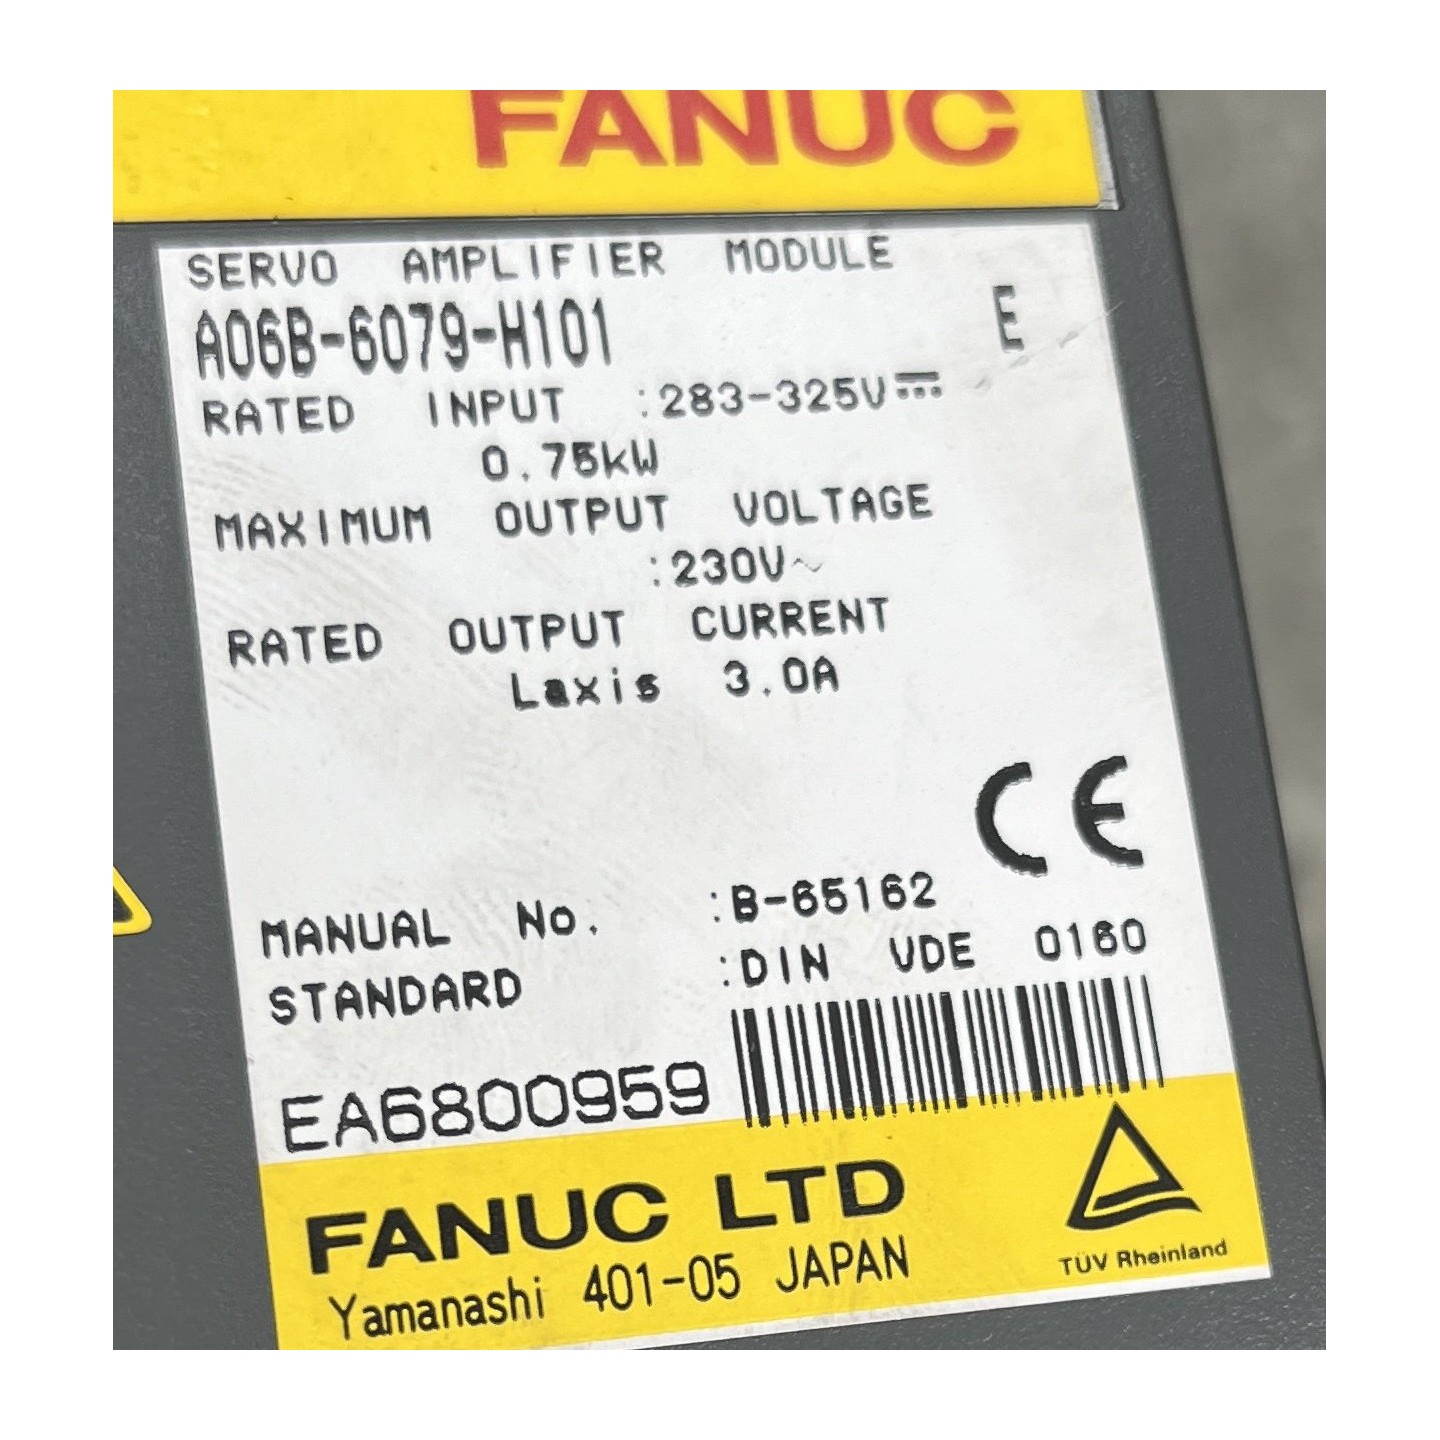 FANUC
SERVO AMPLIFIER MODULE
A06B-6079-H101 E
RATED INPUT :283-325V⎓
0.75kW
MAXIMUM OUTPUT VOLTAGE
:230V~
RATED OUTPUT CURRENT
Laxis 3.0A
CE
MANUAL No. :B-65162
STANDARD :DIN VDE 0160
EA6800959
FANUC LTD
Yamanashi 401-05 JAPAN
TÜV Rheinland